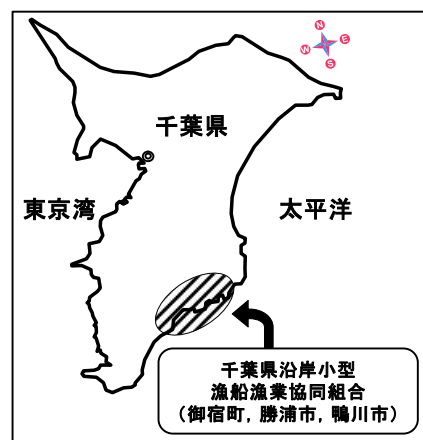 N
W E
S
千葉県
東京湾
太平洋
千葉県沿岸小型
漁船漁業協同組合
(御宿町，勝浦市，鴨川市)